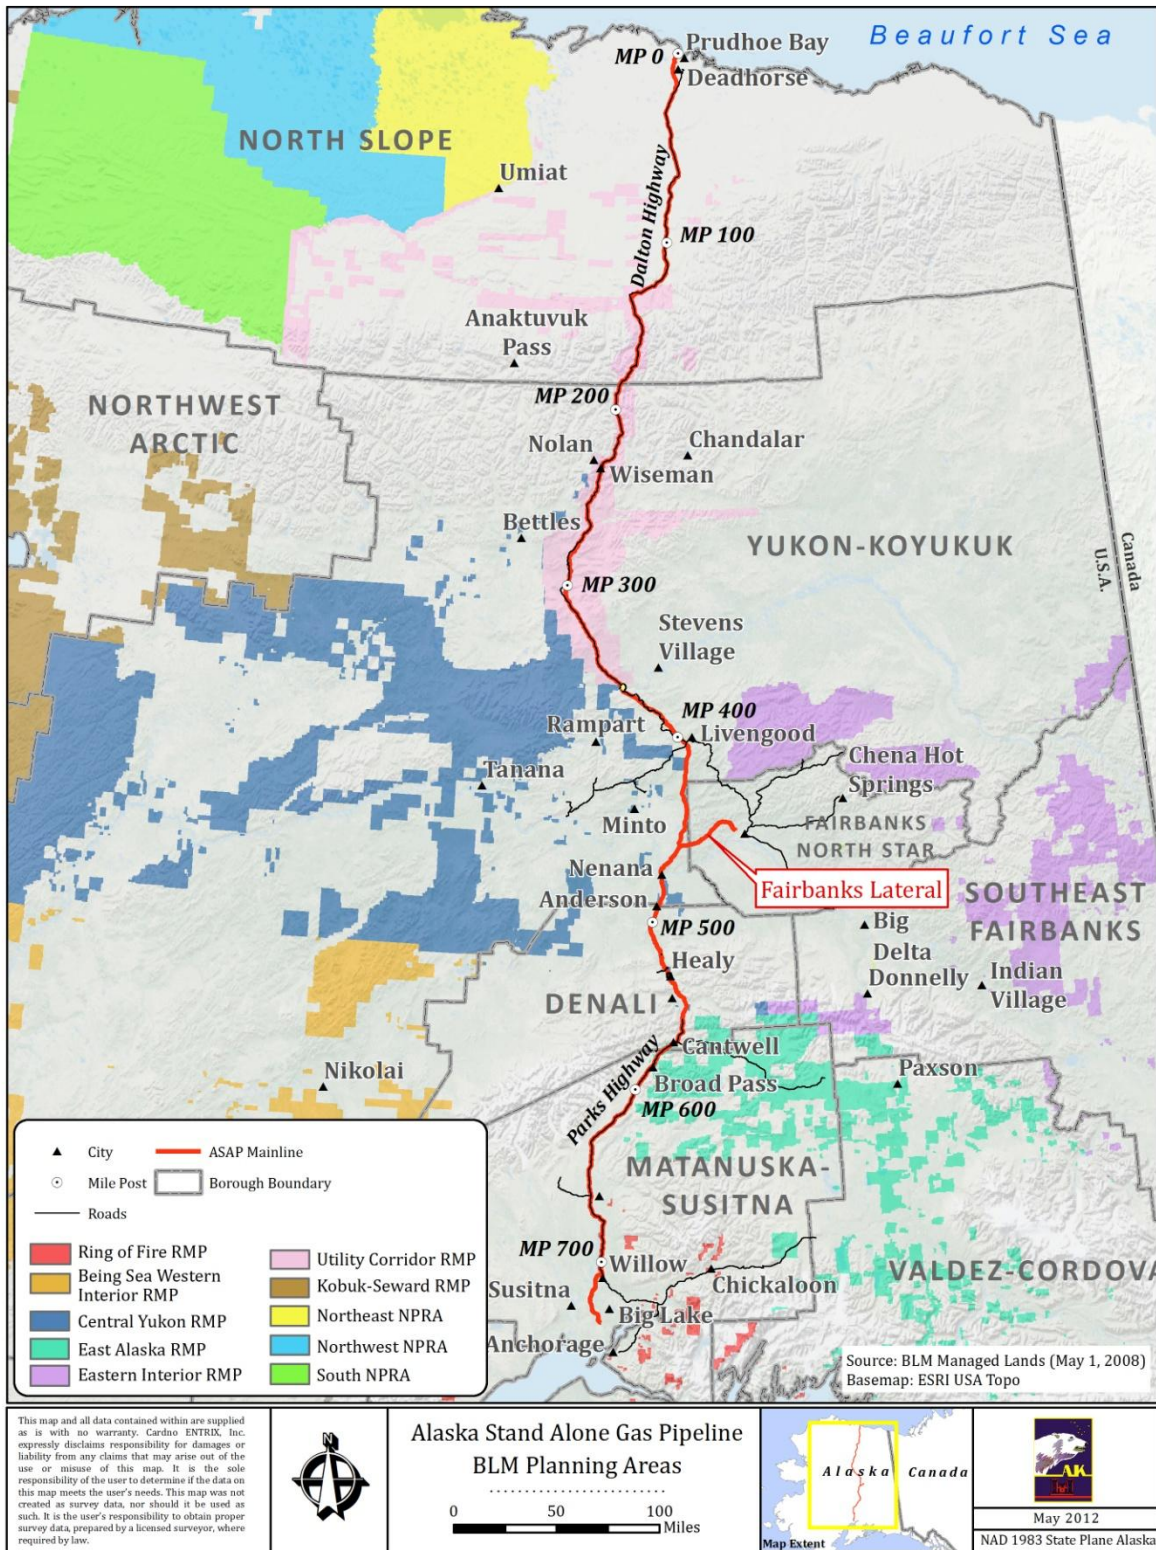 Beaufort Sea
MP 0
Prudhoe Bay
Deadhorse
NORTH SLOPE
Umiat
Dalton Highway
MP 100
Anaktuvuk
Pass
MP 200
NORTHWEST
ARCTIC
Nolan
Chandalar
Wiseman
Bettles
YUKON-KOYUKUK
Canada
U.S.A.
MP 300
Stevens
Village
MP 400
Rampart
Livengood
Chena Hot
Springs
Tanana
Minto
FAIRBANKS
NORTH STAR
Nenana
Fairbanks Lateral
Anderson
SOUTHEAST
FAIRBANKS
MP 500
Big
Delta
Healy
Donnelly
Indian
Village
DENALI
Cantwell
Nikolai
Parks Highway
Broad Pass
Paxson
MP 600
MATANUSKA-
SUSITNA
MP 700
Willow
Chickaloon
VALDEZ-CORDOVA
Susitna
Big Lake
Anchorage
City
ASAP Mainline
Mile Post
Borough Boundary
Roads
Ring of Fire RMP
Being Sea Western
Interior RMP
Central Yukon RMP
East Alaska RMP
Eastern Interior RMP
Utility Corridor RMP
Kobuk-Seward RMP
Northeast NPRA
Northwest NPRA
South NPRA
Source: BLM Managed Lands (May 1, 2008)
Basemap: ESRI USA Topo
This map and all data contained within are supplied
as is with no warranty. Cardno ENTRIX, Inc.
expressly disclaims responsibility for damages or
liability from any claims that may arise out of the
use or misuse of this map. It is the sole
responsibility of the user to determine if the data on
this map meets the user's needs. This map was not
created as survey data, nor should it be used as
such. It is the user's responsibility to obtain proper
survey data, prepared by a licensed surveyor, where
required by law.
N
Alaska Stand Alone Gas Pipeline
BLM Planning Areas
0 50 100
Miles
Alaska
Canada
Map Extent
AK
May 2012
NAD 1983 State Plane Alaska